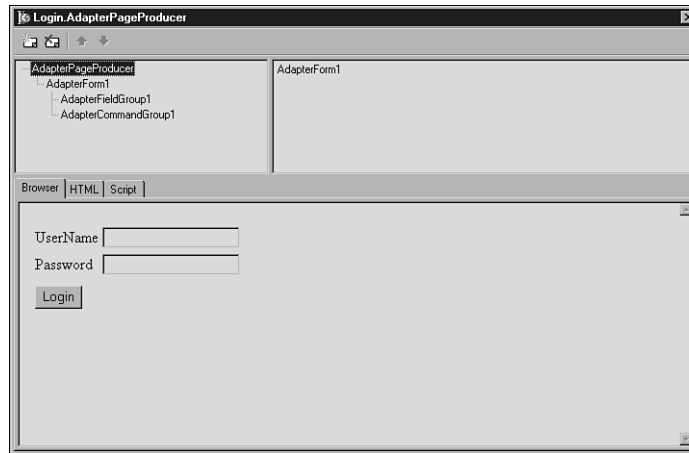 Login.AdapterPageProducer
AdapterPageProducer
AdapterForm1
AdapterFieldGroup1
AdapterCommandGroup1
AdapterForm1
Browser HTML Script
UserName
Password
Login